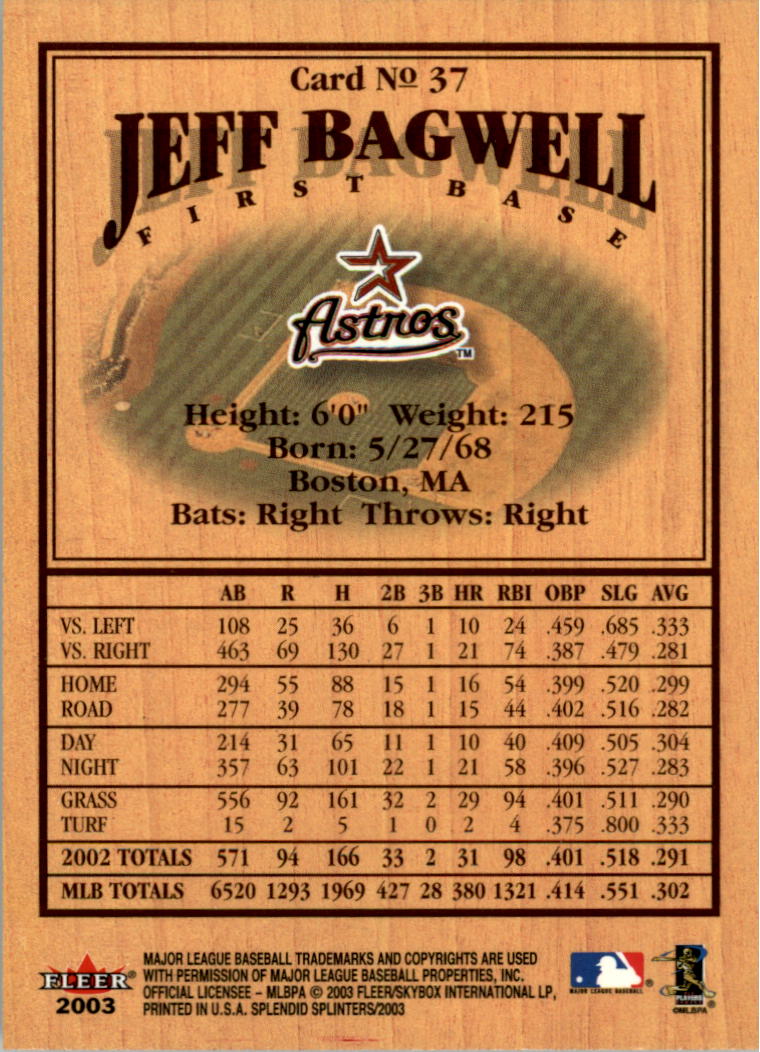 Card Nº 37
JEFF BAGWELL
FIRST BASE
Astros TM
Height: 6'0" Weight: 215
Born: 5/27/68
Boston, MA
Bats: Right Throws: Right
AB R H 2B 3B HR RBI OBP SLG AVG
VS. LEFT 108 25 36 6 1 10 24 .459 .685 .333
VS. RIGHT 463 69 130 27 1 21 74 .387 .479 .281
HOME 294 55 88 15 1 16 54 .399 .520 .299
ROAD 277 39 78 18 1 15 44 .402 .516 .282
DAY 214 31 65 11 1 10 40 .409 .505 .304
NIGHT 357 63 101 22 1 21 58 .396 .527 .283
GRASS 556 92 161 32 2 29 94 .401 .511 .290
TURF 15 2 5 1 0 2 4 .375 .800 .333
2002 TOTALS 571 94 166 33 2 31 98 .401 .518 .291
MLB TOTALS 6520 1293 1969 427 28 380 1321 .414 .551 .302
FLEER®
2003
MAJOR LEAGUE BASEBALL TRADEMARKS AND COPYRIGHTS ARE USED
WITH PERMISSION OF MAJOR LEAGUE BASEBALL PROPERTIES, INC.
OFFICIAL LICENSEE – MLBPA © 2003 FLEER/SKYBOX INTERNATIONAL LP,
PRINTED IN U.S.A. SPLENDID SPLINTERS/2003
MAJOR LEAGUE BASEBALL ®
PLAYERS
©MLBPA